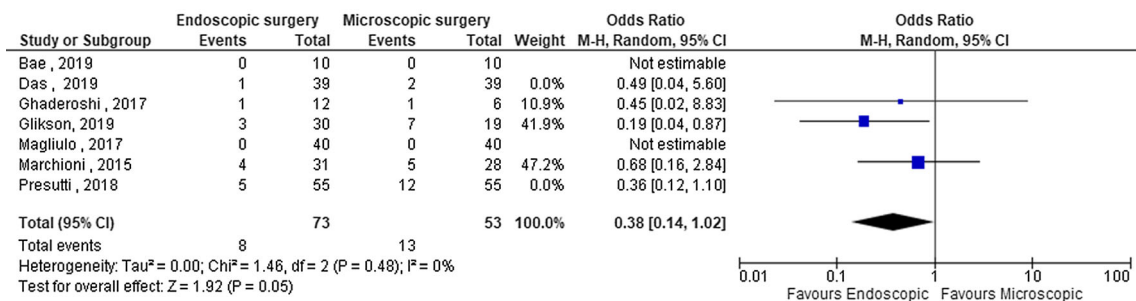 Endoscopic surgery Microscopic surgery Odds Ratio Odds Ratio
Study or Subgroup Events Total Events Total Weight M-H, Random, 95% CI M-H, Random, 95% CI
Bae , 2019 0 10 0 10 Not estimable
Das , 2019 1 39 2 39 0.0% 0.49 [0.04, 5.60]
Ghaderoshi , 2017 1 12 1 6 10.9% 0.45 [0.02, 8.83]
Glikson, 2019 3 30 7 19 41.9% 0.19 [0.04, 0.87]
Magliulo , 2017 0 40 0 40 Not estimable
Marchioni , 2015 4 31 5 28 47.2% 0.68 [0.16, 2.84]
Presutti , 2018 5 55 12 55 0.0% 0.36 [0.12, 1.10]
Total (95% CI) 73 53 100.0% 0.38 [0.14, 1.02]
Total events 8 13
Heterogeneity: Tau² = 0.00; Chi² = 1.46, df = 2 (P = 0.48); I² = 0%
Test for overall effect: Z = 1.92 (P = 0.05)
0.01 0.1 1 10 100
Favours Endoscopic Favours Microscopic